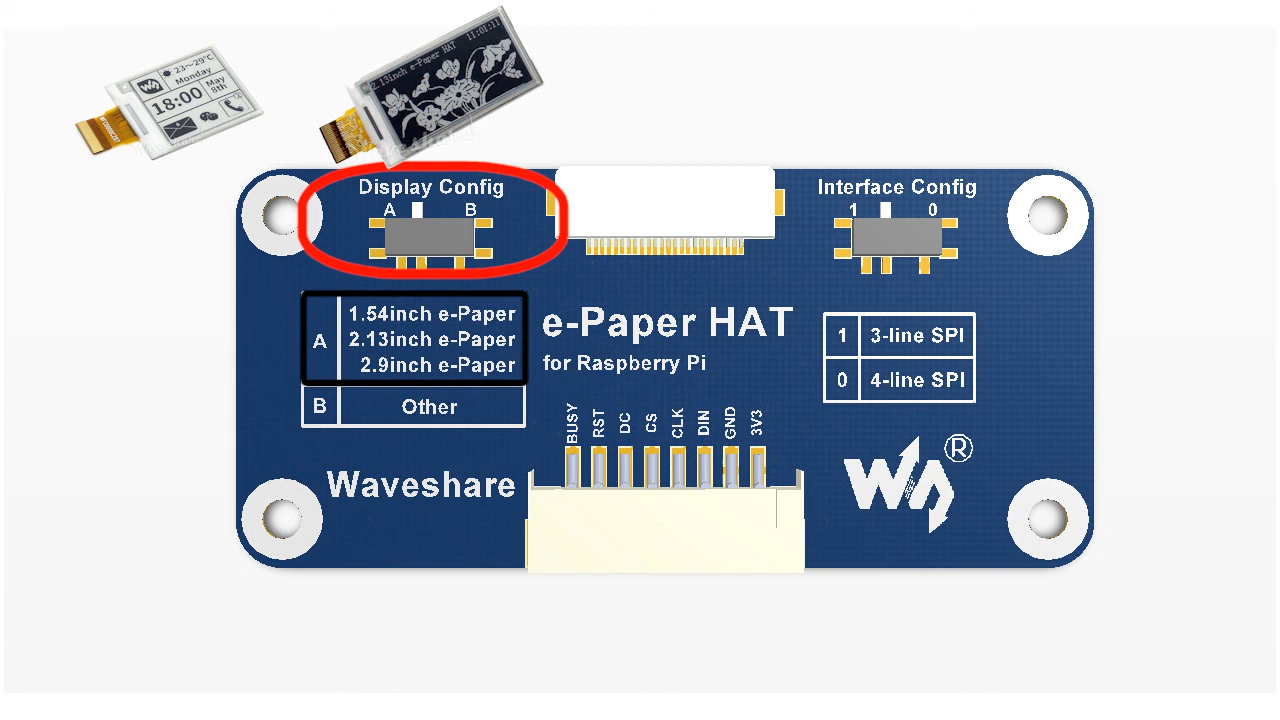 23～29℃
Monday
18:00
May
8th
2.13inch e-Paper HAT
11:01:11
Display Config
A
B
Interface Config
1
0
A
1.54inch e-Paper
2.13inch e-Paper
2.9inch e-Paper
B
Other
e-Paper HAT
for Raspberry Pi
1
3-line SPI
0
4-line SPI
BUSY
RST
DC
CS
CLK
DIN
GND
3V3
Waveshare
®